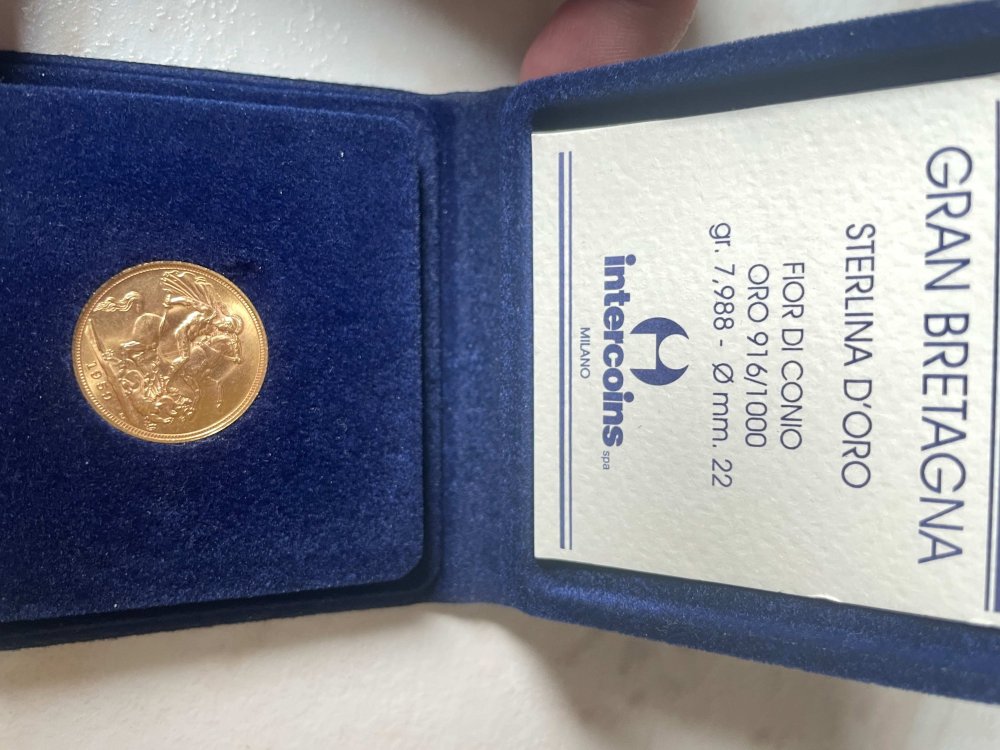 GRAN BRETAGNA
STERLINA D'ORO
FIOR DI CONIO
ORO 916/1000
gr. 7,988 - Ø mm. 22
intercoins spa
MILANO